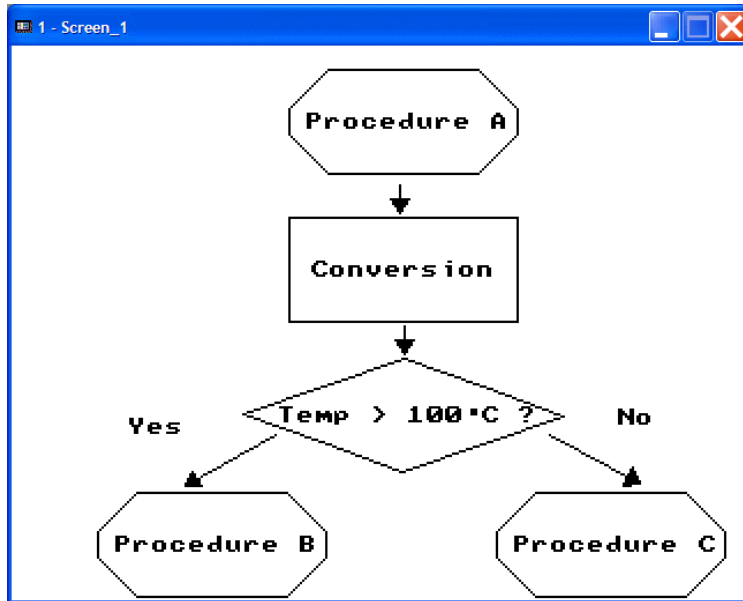 1 - Screen_1
Procedure A
Conversion
Temp > 100°C ?
Yes
No
Procedure B
Procedure C